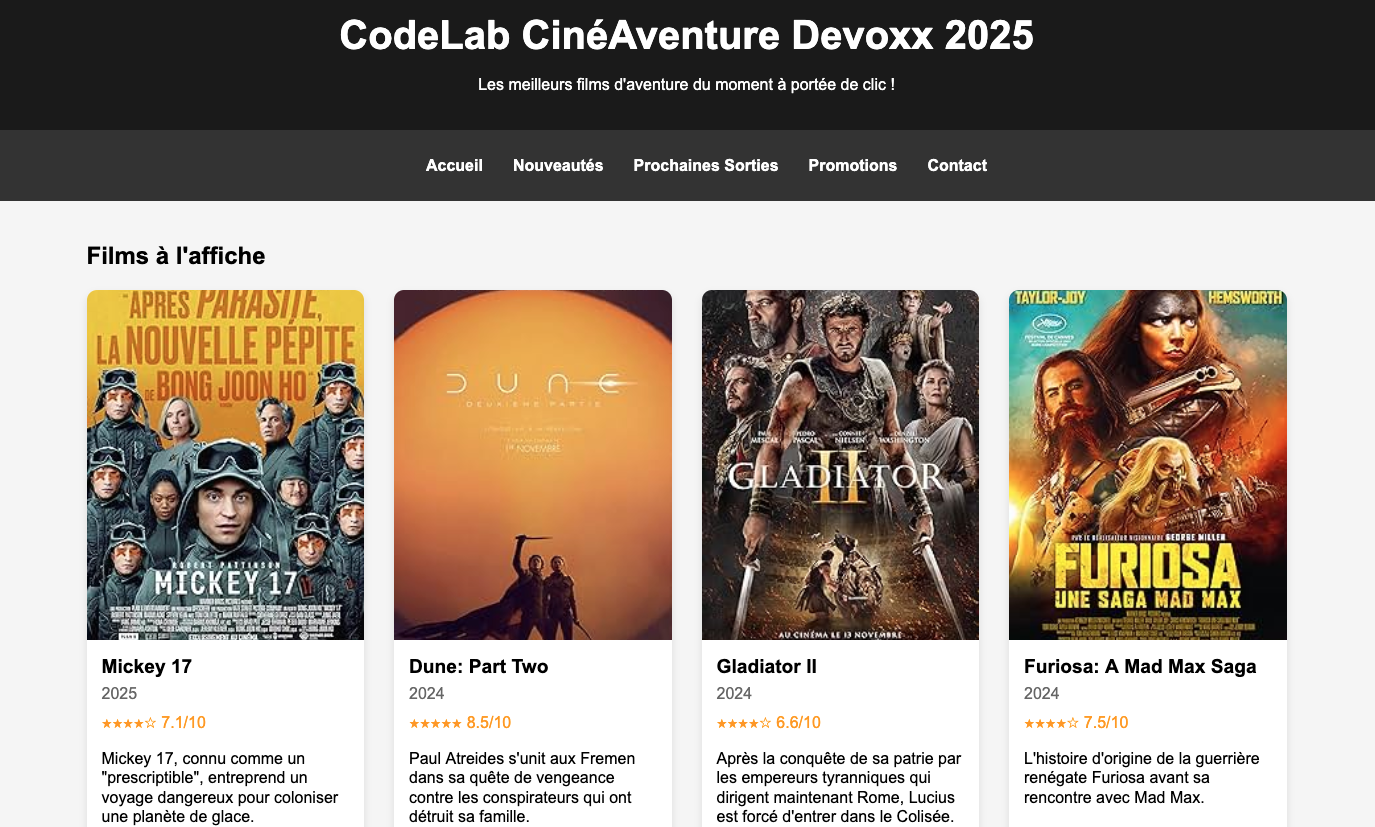 CodeLab CinéAventure Devoxx 2025
Les meilleurs films d'aventure du moment à portée de clic !
Accueil Nouveautés Prochaines Sorties Promotions Contact
Films à l'affiche
"APRÈS PARASITE,
LA NOUVELLE PÉPITE
DE BONG JOON HO"
ROBERT PATTINSON
MICKEY 17
DUNE
DEUXIÈME PARTIE
1er NOVEMBRE
PAUL MESCAL PEDRO PASCAL CONNIE NIELSEN DENZEL WASHINGTON
GLADIATOR II
AU CINÉMA LE 13 NOVEMBRE
TAYLOR-JOY HEMSWORTH
FESTIVAL DE CANNES
PAR LE RÉALISATEUR VISIONNAIRE GEORGE MILLER
FURIOSA
UNE SAGA MAD MAX
Mickey 17
2025
★★★★☆ 7.1/10
Mickey 17, connu comme un
"prescriptible", entreprend un
voyage dangereux pour coloniser
une planète de glace.
Dune: Part Two
2024
★★★★★ 8.5/10
Paul Atreides s'unit aux Fremen
dans sa quête de vengeance
contre les conspirateurs qui ont
détruit sa famille.
Gladiator II
2024
★★★★☆ 6.6/10
Après la conquête de sa patrie par
les empereurs tyranniques qui
dirigent maintenant Rome, Lucius
est forcé d'entrer dans le Colisée.
Furiosa: A Mad Max Saga
2024
★★★★☆ 7.5/10
L'histoire d'origine de la guerrière
renégate Furiosa avant sa
rencontre avec Mad Max.